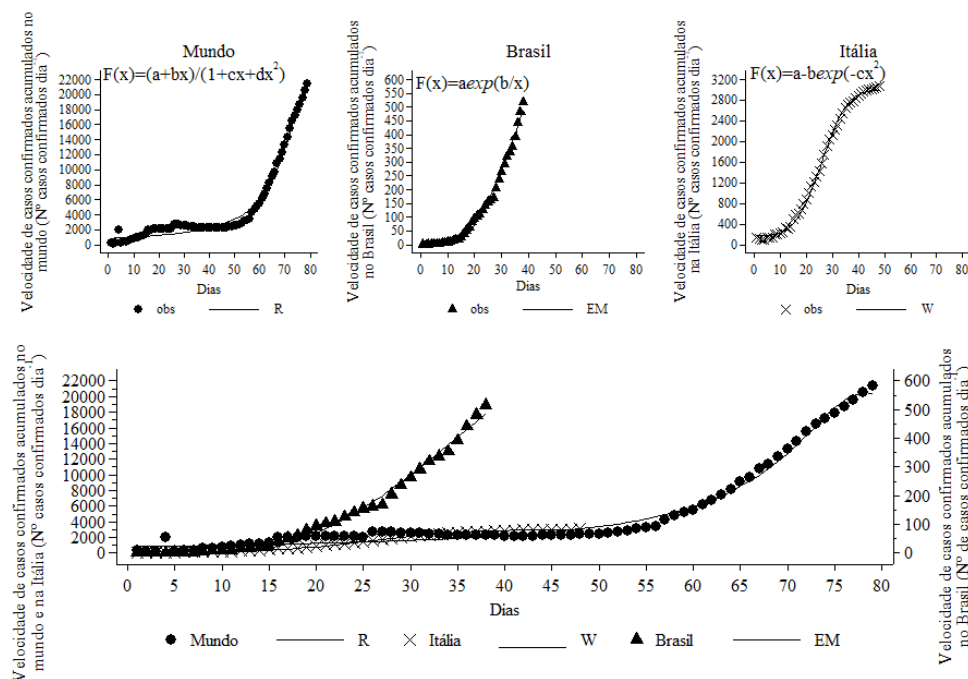 Mundo
Velocidade de casos confirmados acumulados no
mundo (Nº casos confirmados dia⁻¹)
F(x)=(a+bx)/(1+cx+dx²)
22000
20000
18000
16000
14000
12000
10000
8000
6000
4000
2000
0
0 10 20 30 40 50 60 70 80
Dias
obs R
Brasil
Velocidade de casos confirmados acumulados
no Brasil (Nº casos confirmados dia⁻¹)
F(x)=aexp(b/x)
600
550
500
450
400
350
300
250
200
150
100
50
0
0 10 20 30 40 50 60 70 80
Dias
obs EM
Itália
Velocidade de casos confirmados acumulados
na Itália (Nº casos confirmados dia⁻¹)
F(x)=a-bexp(-cx²)
3200
2800
2400
2000
1600
1200
800
400
0
0 10 20 30 40 50 60 70 80
Dias
obs W
Velocidade de casos confirmados acumulados no
mundo e na Itália (Nº casos confirmados dia⁻¹)
22000
20000
18000
16000
14000
12000
10000
8000
6000
4000
2000
0
600
500
400
300
200
100
0
Velocidade de casos confirmados acumulados
no Brasil (Nº de casos confirmados dia⁻¹)
0 5 10 15 20 25 30 35 40 45 50 55 60 65 70 75 80
Dias
Mundo R Itália W Brasil EM